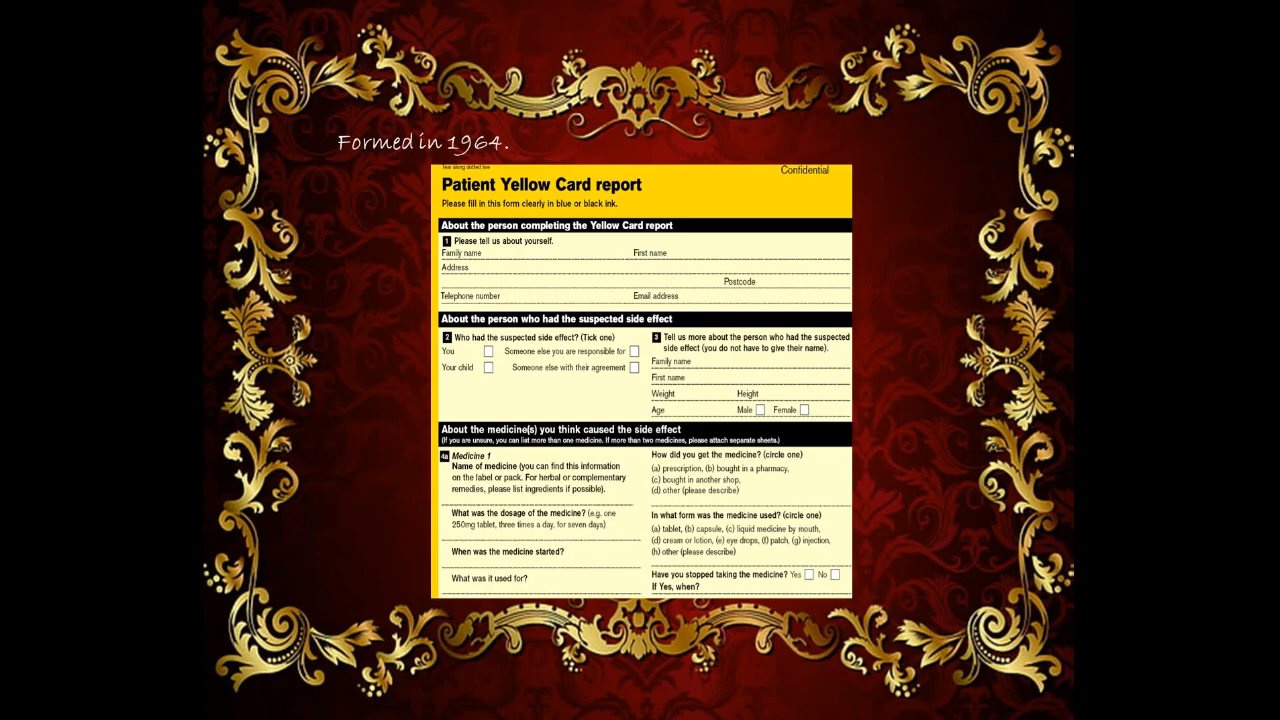 Formed in 1964.
Tear along dotted line
Confidential
Patient Yellow Card report
Please fill in this form clearly in blue or black ink.
About the person completing the Yellow Card report
1 Please tell us about yourself.
Family name First name
Address
Postcode
Telephone number Email address
About the person who had the suspected side effect
2 Who had the suspected side effect? (Tick one)
You Someone else you are responsible for
Your child Someone else with their agreement
3 Tell us more about the person who had the suspected
side effect (you do not have to give their name).
Family name
First name
Weight Height
Age Male Female
About the medicine(s) you think caused the side effect
(If you are unsure, you can list more than one medicine. If more than two medicines, please attach separate sheets.)
4a Medicine 1
Name of medicine (you can find this information
on the label or pack. For herbal or complementary
remedies, please list ingredients if possible).
What was the dosage of the medicine? (e.g. one
250mg tablet, three times a day, for seven days)
When was the medicine started?
What was it used for?
How did you get the medicine? (circle one)
(a) prescription, (b) bought in a pharmacy,
(c) bought in another shop,
(d) other (please describe)
In what form was the medicine used? (circle one)
(a) tablet, (b) capsule, (c) liquid medicine by mouth,
(d) cream or lotion, (e) eye drops, (f) patch, (g) injection,
(h) other (please describe)
Have you stopped taking the medicine? Yes No
If Yes, when?